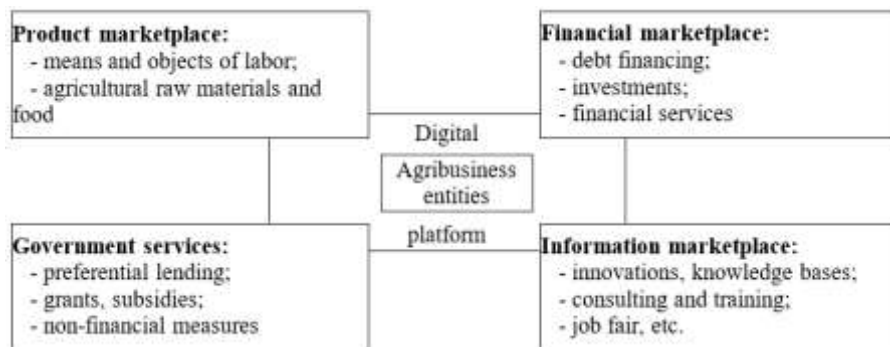 Product marketplace:
- means and objects of labor;
- agricultural raw materials and
food
Financial marketplace:
- debt financing;
- investments;
- financial services
Digital
Agribusiness
entities
platform
Government services:
- preferential lending;
- grants, subsidies;
- non-financial measures
Information marketplace:
- innovations, knowledge bases;
- consulting and training;
- job fair, etc.